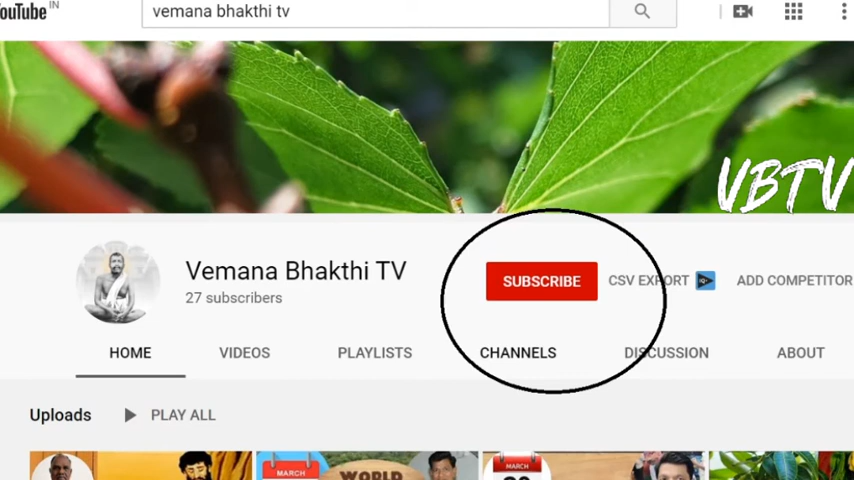 YouTube IN
vemana bhakthi tv
VBTV
Vemana Bhakthi TV
27 subscribers
SUBSCRIBE
CSV EXPORT
ADD COMPETITOR
HOME
VIDEOS
PLAYLISTS
CHANNELS
DISCUSSION
ABOUT
Uploads
PLAY ALL
MARCH
WORLD
MARCH